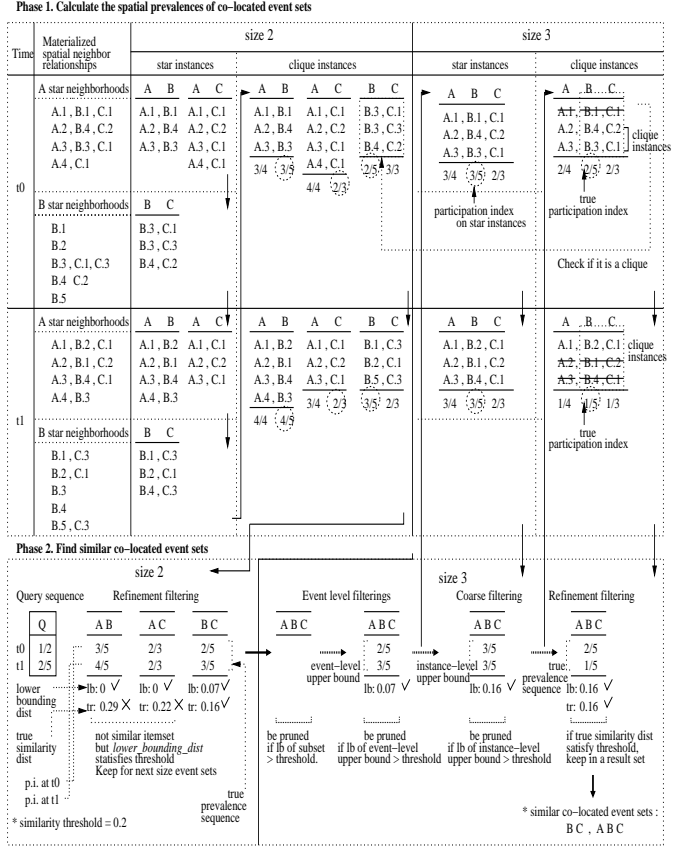 Phase 1. Calculate the spatial prevalences of co−located event sets
size 2
size 3
Time
Materialized
spatial neighbor
relationships
star instances
clique instances
star instances
clique instances
t0
A star neighborhoods
A.1 , B.1 , C.1
A.2 , B.4 , C.2
A.3 , B.3 , C.1
A.4 , C.1
A B
A.1 , B.1
A.2 , B.4
A.3 , B.3
A C
A.1 , C.1
A.2 , C.2
A.3 , C.1
A.4 , C.1
A B
A.1 , B.1
A.2 , B.4
A.3 , B.3
3/4 3/5
A C
A.1 , C.1
A.2 , C.2
A.3 , C.1
A.4 , C.1
4/4 2/3
B C
B.3 , C.1
B.3 , C.3
B.4 , C.2
2/5 3/3
A B C
A.1 , B.1 , C.1
A.2 , B.4 , C.2
A.3 , B.3 , C.1
3/4 3/5 2/3
participation index
on star instances
A B C
A.1 , B.1 , C.1
A.2 , B.4 , C.2
A.3 , B.3 , C.1
clique
instances
2/4 2/5 2/3
true
participation index
Check if it is a clique
B star neighborhoods
B.1
B.2
B.3 , C.1 , C.3
B.4 C.2
B.5
B C
B.3 , C.1
B.3 , C.3
B.4 , C.2
t1
A star neighborhoods
A.1 , B.2 , C.1
A.2 , B.1 , C.2
A.3 , B.4 , C.1
A.4 , B.3
A B
A.1 , B.2
A.2 , B.1
A.3 , B.4
A.4 , B.3
A C
A.1 , C.1
A.2 , C.2
A.3 , C.1
A B
A.1 , B.2
A.2 , B.1
A.3 , B.4
A.4 , B.3
4/4 4/5
A C
A.1 , C.1
A.2 , C.2
A.3 , C.1
3/4 2/3
B C
B.1 , C.3
B.2 , C.1
B.5 , C.3
3/5 2/3
A B C
A.1 , B.2 , C.1
A.2 , B.1 , C.2
A.3 , B.4 , C.1
3/4 3/5 2/3
A B C
A.1 , B.2 , C.1
A.2 , B.1 , C.2
A.3 , B.4 , C.1
clique
instances
1/4 1/5 1/3
true
participation index
B star neighborhoods
B.1 , C.3
B.2 , C.1
B.3
B.4
B.5 , C.3
B C
B.1 , C.3
B.2 , C.1
B.4 , C.3
Phase 2. Find similar co−located event sets
size 2
size 3
Query sequence
Refinement filtering
Event level filterings
Coarse filtering
Refinement filtering
Q
t0 1/2
t1 2/5
A B
3/5
4/5
lb: 0 ✓
tr: 0.29 X
A C
2/3
2/3
lb: 0 ✓
tr: 0.22 X
B C
2/5
3/5
lb: 0.07 ✓
tr: 0.16 ✓
A B C
event−level
upper bound
A B C
2/5
3/5
lb: 0.07 ✓
instance−level
upper bound
A B C
3/5
3/5
lb: 0.16 ✓
true
prevalence
sequence
A B C
2/5
1/5
lb: 0.16 ✓
tr: 0.16 ✓
lower
bounding
dist
true
similarity
dist
p.i. at t0
p.i. at t1
not similar itemset
but lower_bounding_dist
statisfies threshold
Keep for next size event sets
true
prevalence
sequence
be pruned
if lb of subset
> threshold.
be pruned
if lb of event−level
upper bound > threshold
be pruned
if lb of instance−level
upper bound > threshold
if true similarity dist
satisfy threshold,
keep in a result set
* similarity threshold = 0.2
* similar co−located event sets :
B C , A B C